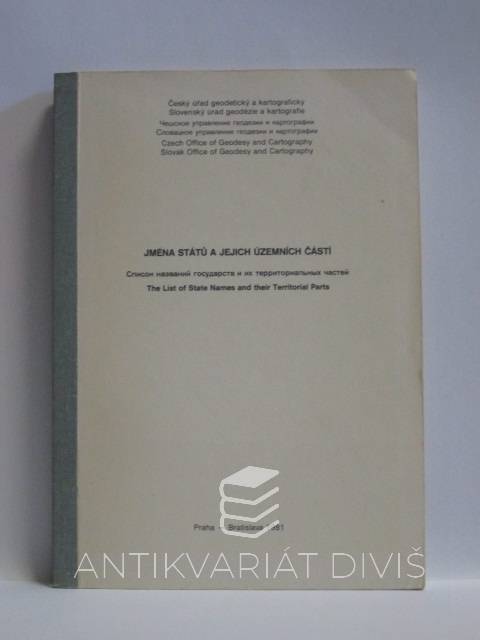 Český úřad geodetický a kartografický
Slovenský úrad geodézie a kartografie
Чешское управление геодезии и картографии
Словацкое управление геодезии и картографии
Czech Office of Geodesy and Cartography
Slovak Office of Geodesy and Cartography
JMÉNA STÁTŮ A JEJICH ÚZEMNÍCH ČÁSTÍ
Список названий государств и их территориальных частей
The List of State Names and their Territorial Parts
Praha – Bratislava 1981
ANTIKVARIÁT DIVIŠ